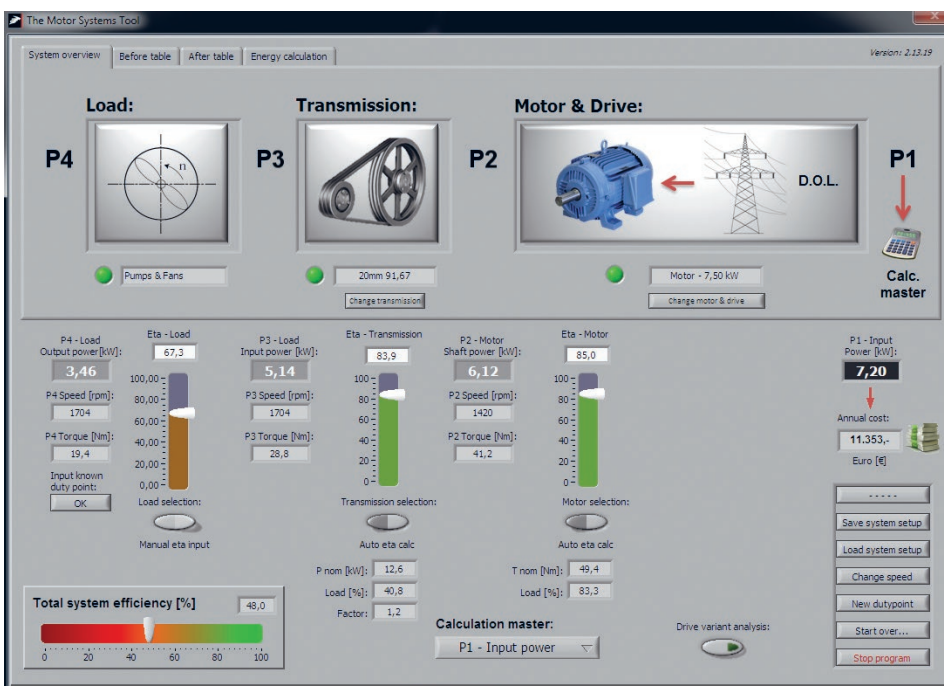 The Motor Systems Tool
System overview
Before table
After table
Energy calculation
Version: 2.13.19
Load:
Transmission:
Motor & Drive:
P4
P3
P2
P1
n
D.O.L.
Calc.
master
Pumps & Fans
20mm 91,67
Motor - 7,50 kW
Change transmission
Change motor & drive
P4 - Load
Output power[kW]:
3,46
P4 Speed [rpm]:
1704
P4 Torque [Nm]:
19,4
Input known
duty point:
OK
Eta - Load
67,3
100,00
80,00
60,00
40,00
20,00
0,00
Load selection:
Manual eta input
P3 - Load
Input power [kW]:
5,14
P3 Speed [rpm]:
1704
P3 Torque [Nm]:
28,8
Eta - Transmission
83,9
100
80
60
40
20
0
Transmission selection:
Auto eta calc
P nom [kW]: 12,6
Load [%]: 40,8
Factor: 1,2
P2 - Motor
Shaft power [kW]:
6,12
P2 Speed [rpm]:
1420
P2 Torque [Nm]:
41,2
Eta - Motor
85,0
100
80
60
40
20
0
Motor selection:
Auto eta calc
T nom [Nm]: 49,4
Load [%]: 83,3
P1 - Input
Power [kW]:
7,20
Annual cost:
11.353,-
Euro [€]
- - - - -
Save system setup
Load system setup
Change speed
New dutypoint
Start over...
Stop program
Total system efficiency [%] 48,0
0 20 40 60 80 100
Calculation master:
P1 - Input power
Drive variant analysis: